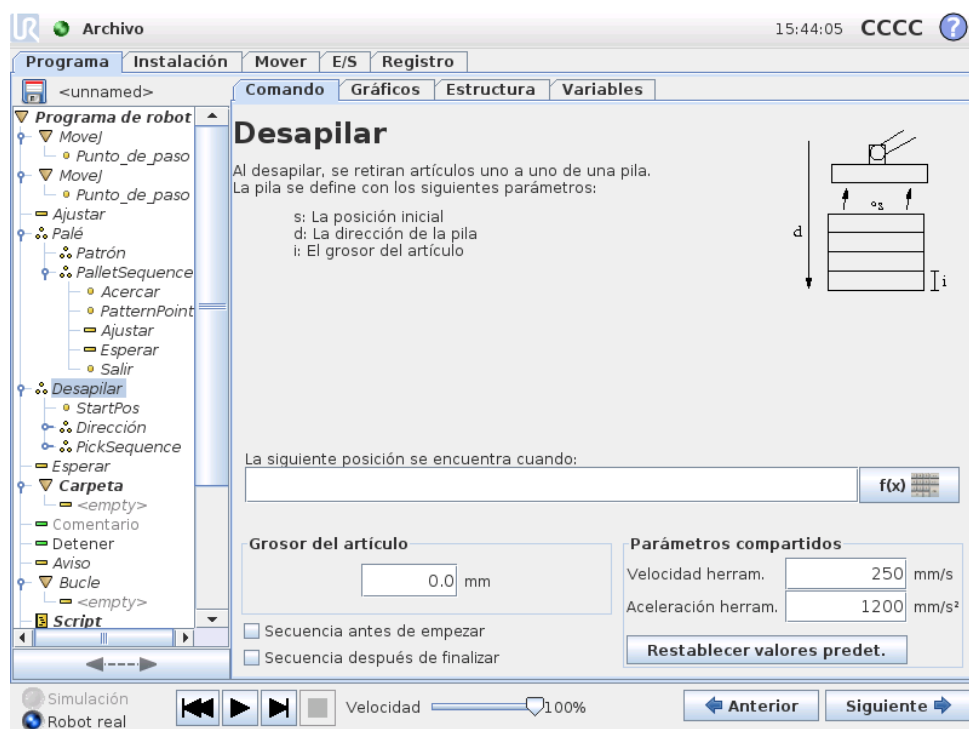 UR Archivo 15:44:05 CCCC ?
Programa Instalación Mover E/S Registro
<unnamed>
Comando Gráficos Estructura Variables
Programa de robot
MoveJ
Punto_de_paso
MoveJ
Punto_de_paso
Ajustar
Palé
Patrón
PalletSequence
Acercar
PatternPoint
Ajustar
Esperar
Salir
Desapilar
StartPos
Dirección
PickSequence
Esperar
Carpeta
<empty>
Comentario
Detener
Aviso
Bucle
<empty>
Script
Desapilar
Al desapilar, se retiran artículos uno a uno de una pila.
La pila se define con los siguientes parámetros:
s: La posición inicial
d: La dirección de la pila
i: El grosor del artículo
s
d
i
La siguiente posición se encuentra cuando:
f(x)
Grosor del artículo
0.0 mm
Secuencia antes de empezar
Secuencia después de finalizar
Parámetros compartidos
Velocidad herram. 250 mm/s
Aceleración herram. 1200 mm/s²
Restablecer valores predet.
Simulación
Robot real
Velocidad 100%
Anterior Siguiente